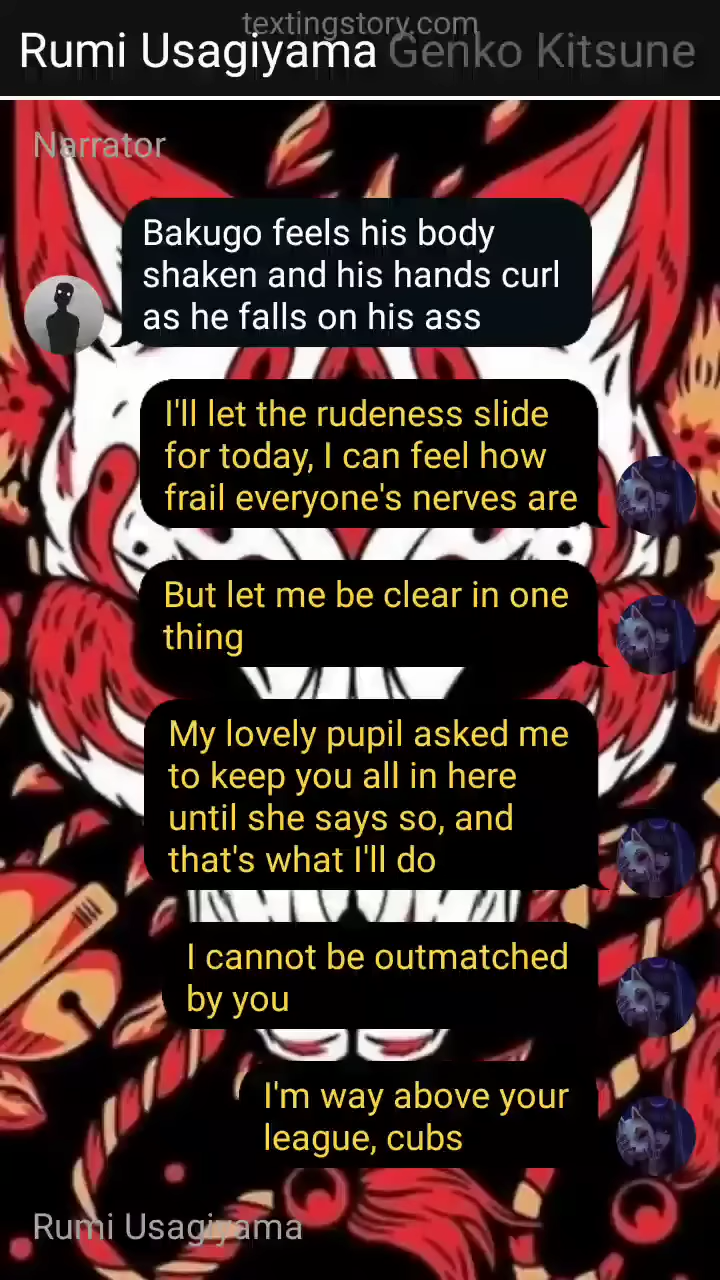 textingstory.com
Rumi Usagiyama Genko Kitsune
Narrator
Bakugo feels his body
shaken and his hands curl
as he falls on his ass
I'll let the rudeness slide
for today, I can feel how
frail everyone's nerves are
But let me be clear in one
thing
My lovely pupil asked me
to keep you all in here
until she says so, and
that's what I'll do
I cannot be outmatched
by you
I'm way above your
league, cubs
Rumi Usagiyama